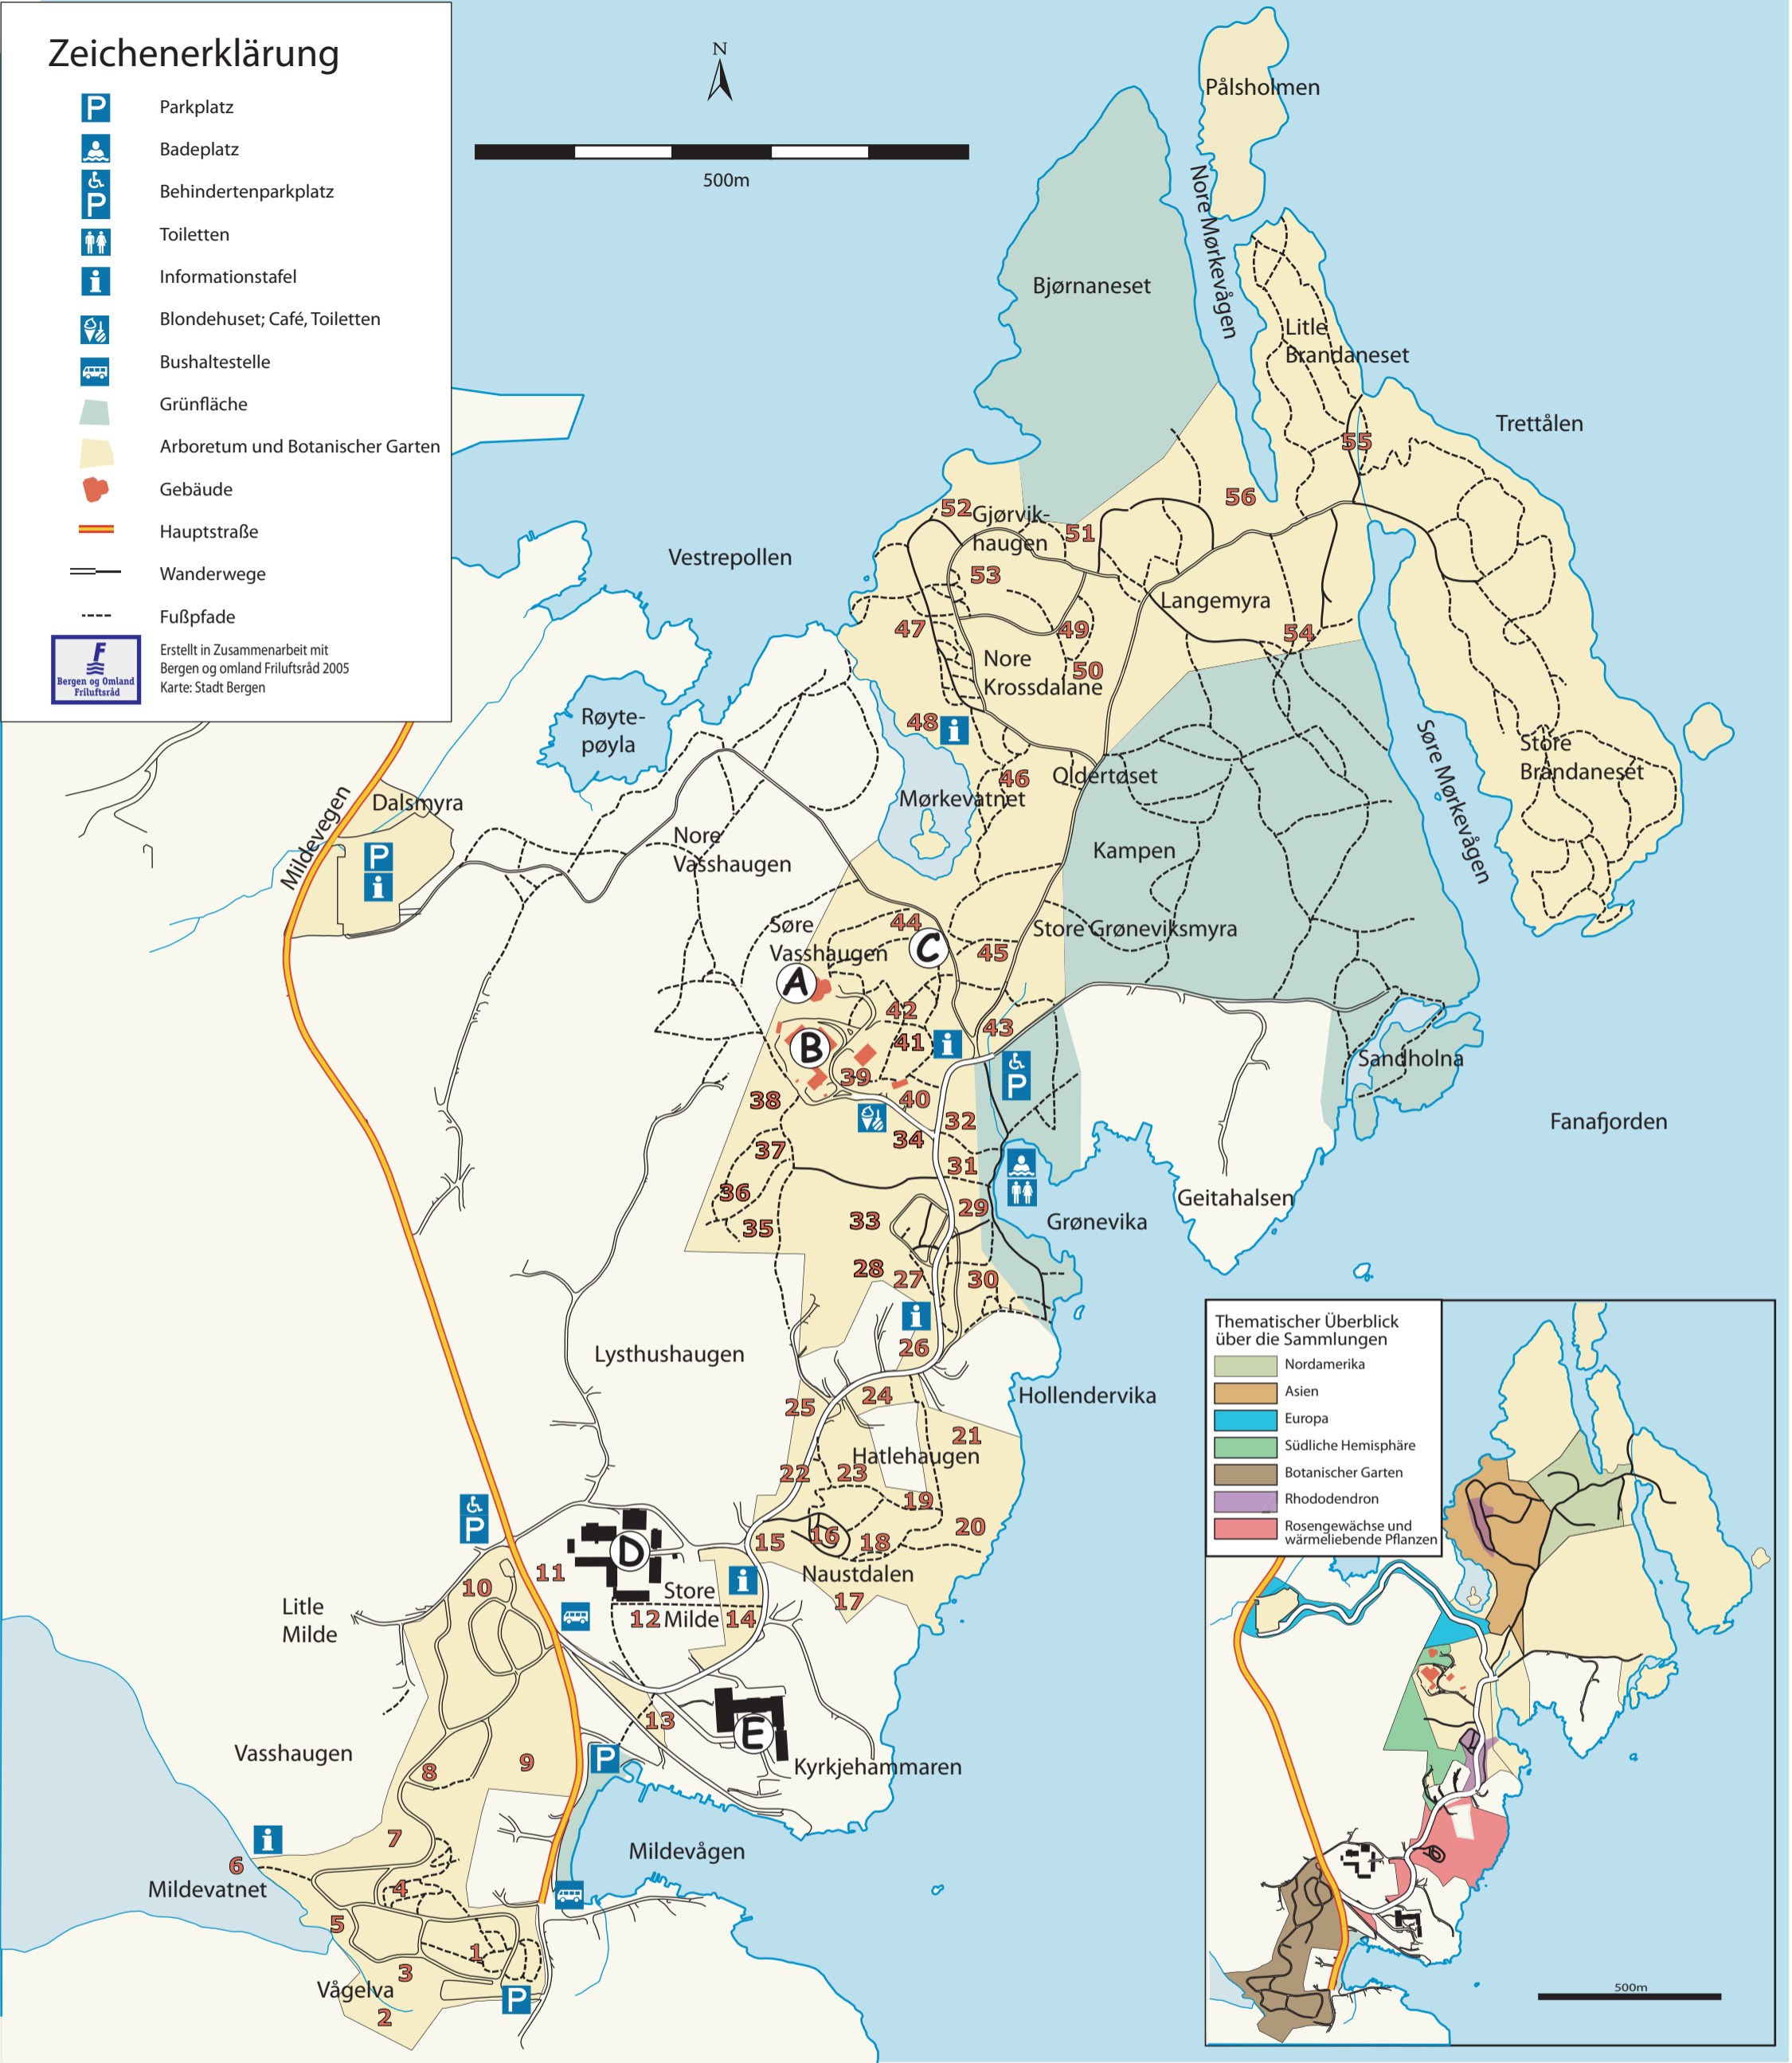 Zeichenerklärung
P
Parkplatz
Badeplatz
P
Behindertenparkplatz
Toiletten
i
Informationstafel
Blondehuset; Café, Toiletten
Bushaltestelle
Grünfläche
Arboretum und Botanischer Garten
Gebäude
Hauptstraße
Wanderwege
Fußpfade
F
Bergen og Omland
Friluftsråd
Erstellt in Zusammenarbeit mit
Bergen og omland Friluftsråd 2005
Karte: Stadt Bergen
N
500m
Pålsholmen
Nore Mørkevågen
Bjørnaneset
Litle
Brandaneset
Trettålen
55
56
52
Gjørvik-
haugen
51
53
Vestrepollen
Langemyra
47
49
54
Nore
Krossdalane
50
Røyte-
pøyla
48
i
Søre Mørkevågen
Store
Brandaneset
46
Qldertøset
Mørkevatnet
Mildevegen
Dalsmyra
P
i
Nore
Vasshaugen
Kampen
Søre
Vasshaugen
44
C
45
Store Grøneviksmyra
A
42
43
B
41
i
P
Sandholna
39
38
40
32
34
Fanafjorden
37
31
36
29
Geitahalsen
35
33
Grønevika
28
27
30
i
26
Lysthushaugen
24
Hollendervika
25
21
Hatlehaugen
22
23
19
P
20
15
16
18
D
11
Naustdalen
10
i
17
Store
Milde
12
14
Litle
Milde
13
E
Vasshaugen
9
P
8
Kyrkjehammaren
7
i
6
Mildevågen
Mildevatnet
4
5
1
3
Vågelva
P
2
Thematischer Überblick
über die Sammlungen
Nordamerika
Asien
Europa
Südliche Hemisphäre
Botanischer Garten
Rhododendron
Rosengewächse und
wärmeliebende Pflanzen
500m